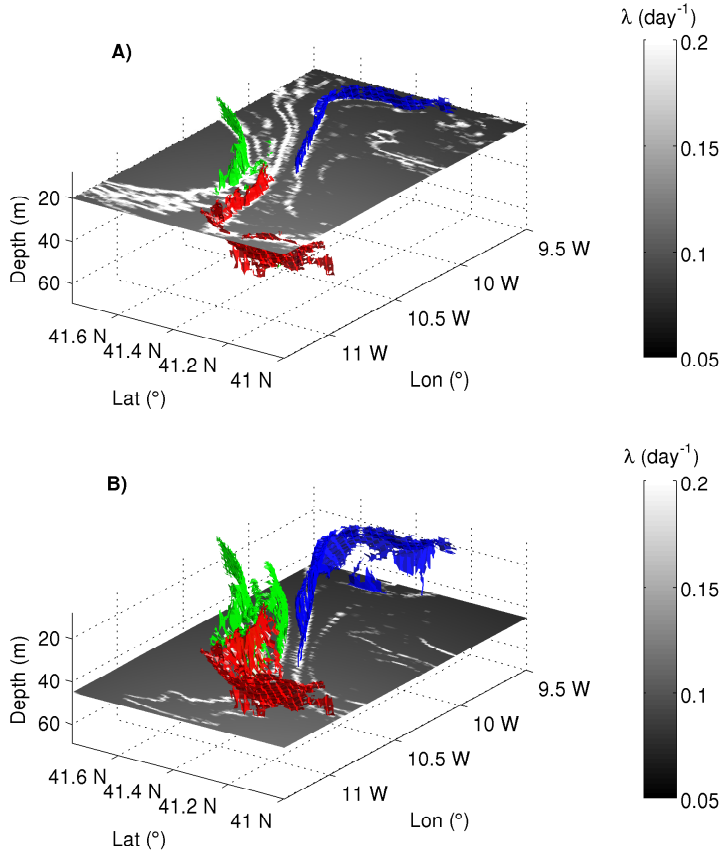 λ (day-1)
A)
0.2
0.15
0.1
0.05
20
40
60
Depth (m)
41.6 N
41.4 N
41.2 N
41 N
Lat (°)
11 W
10.5 W
10 W
9.5 W
Lon (°)
λ (day-1)
B)
0.2
0.15
0.1
0.05
20
40
60
Depth (m)
41.6 N
41.4 N
41.2 N
41 N
Lat (°)
11 W
10.5 W
10 W
9.5 W
Lon (°)